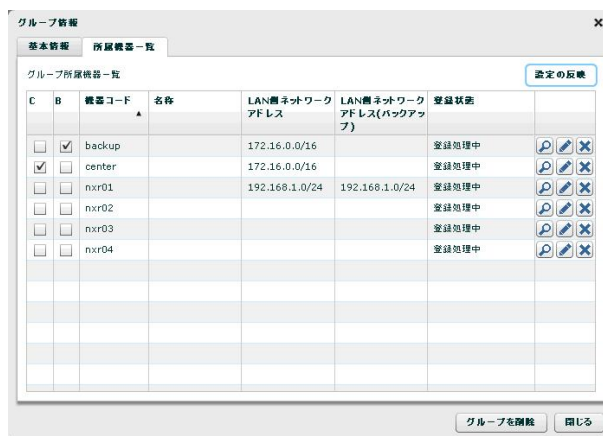 グループ情報
基本情報 所属機器一覧
グループ所属機器一覧 設定の反映
C B 機器コード 名称 LAN側ネットワークアドレス LAN側ネットワークアドレス(バックアップ) 登録状態
backup 172.16.0.0/16 登録処理中
center 172.16.0.0/16 登録処理中
nxr01 192.168.1.0/24 192.168.1.0/24 登録処理中
nxr02 登録処理中
nxr03 登録処理中
nxr04 登録処理中
グループを削除 閉じる